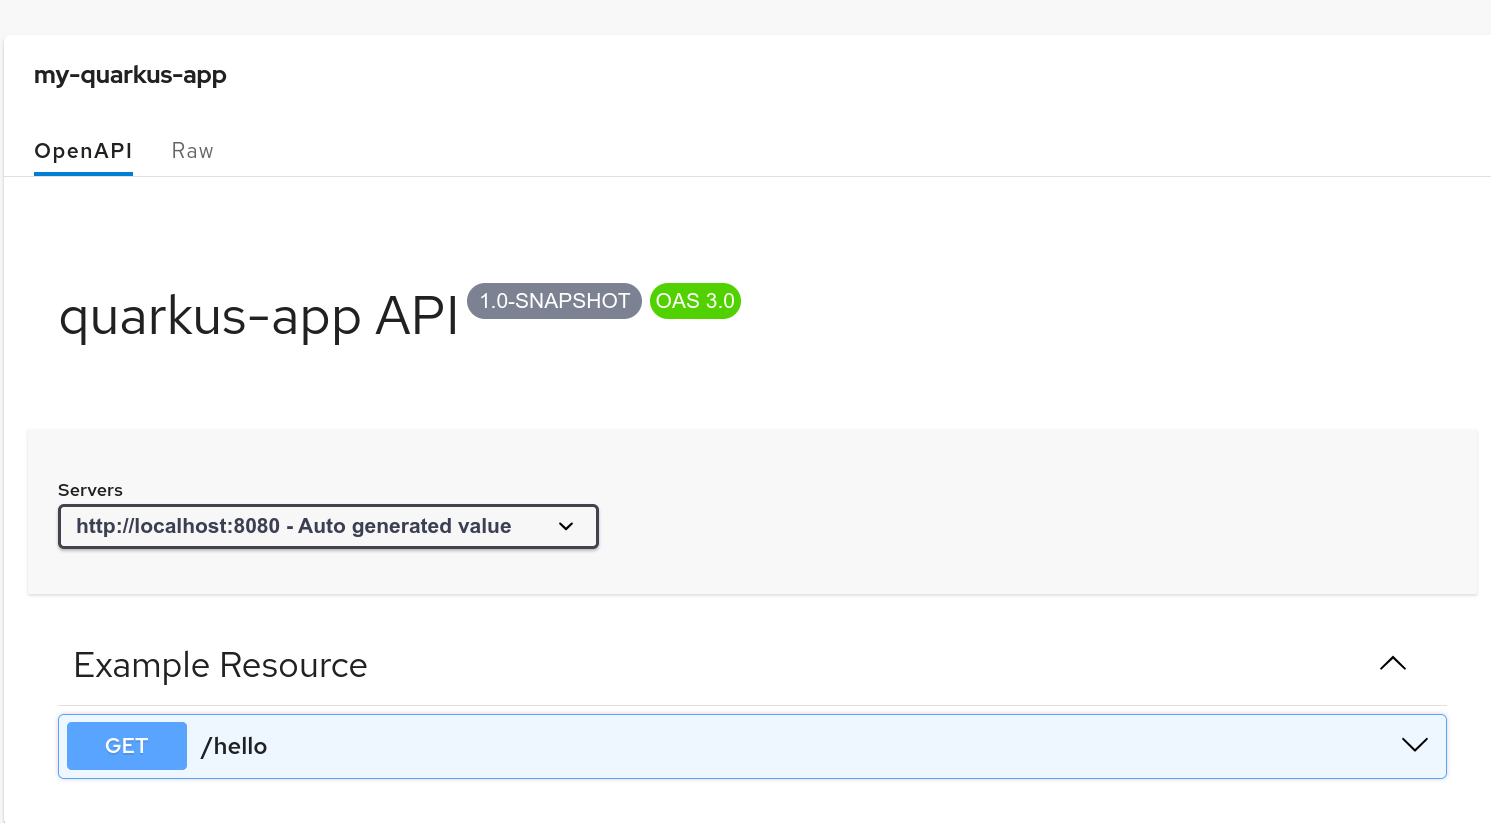 my-quarkus-app
OpenAPI Raw
quarkus-app API 1.0-SNAPSHOT OAS 3.0
Servers
http://localhost:8080 - Auto generated value
Example Resource
GET /hello